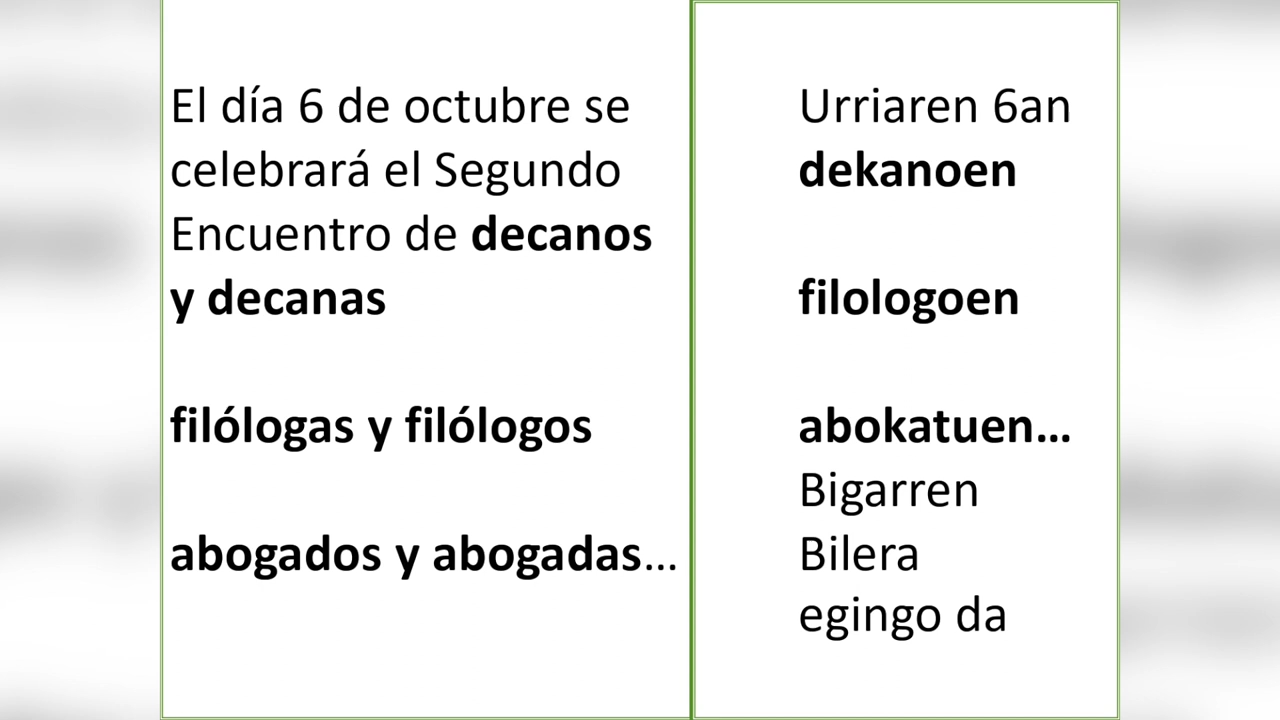 El día 6 de octubre se
celebrará el Segundo
Encuentro de decanos
y decanas
filólogas y filólogos
abogados y abogadas...
Urriaren 6an
dekanoen
filologoen
abokatuen...
Bigarren
Bilera
egingo da